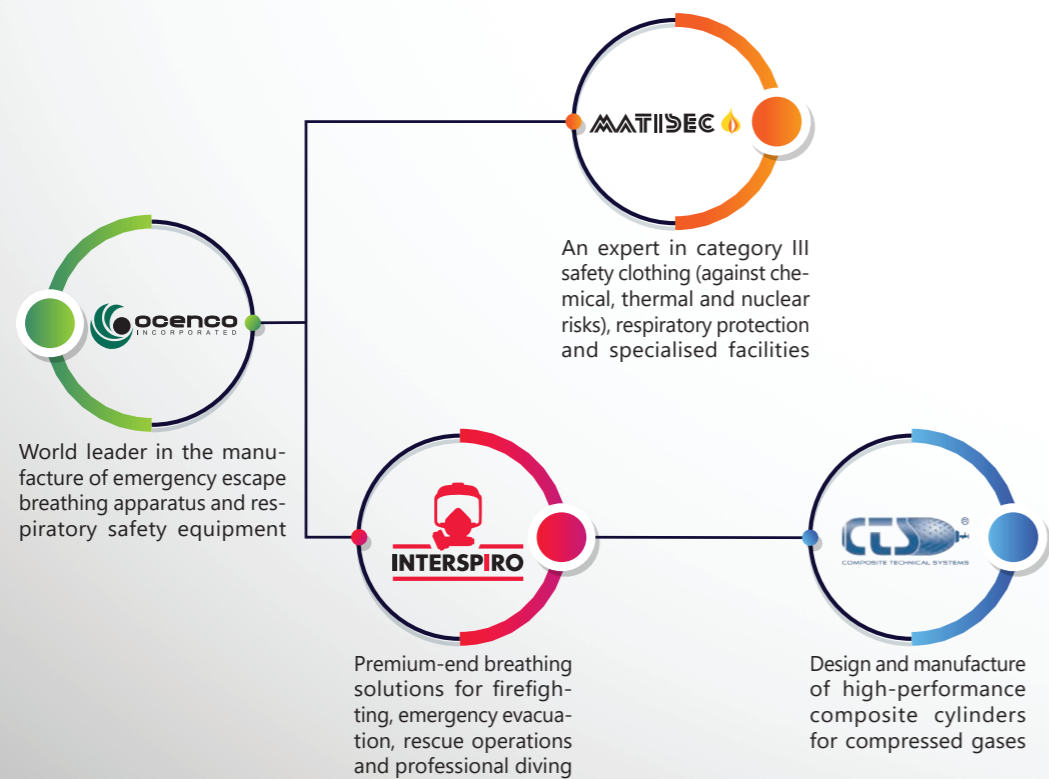 MATISEC
An expert in category III
safety clothing (against che-
mical, thermal and nuclear
risks), respiratory protection
and specialised facilities
ocenco
INCORPORATED
World leader in the manu-
facture of emergency escape
breathing apparatus and res-
piratory safety equipment
INTERSPIRO
Premium-end breathing
solutions for firefigh-
ting, emergency evacua-
tion, rescue operations
and professional diving
CTS®
COMPOSITE TECHNICAL SYSTEMS
Design and manufacture
of high-performance
composite cylinders
for compressed gases